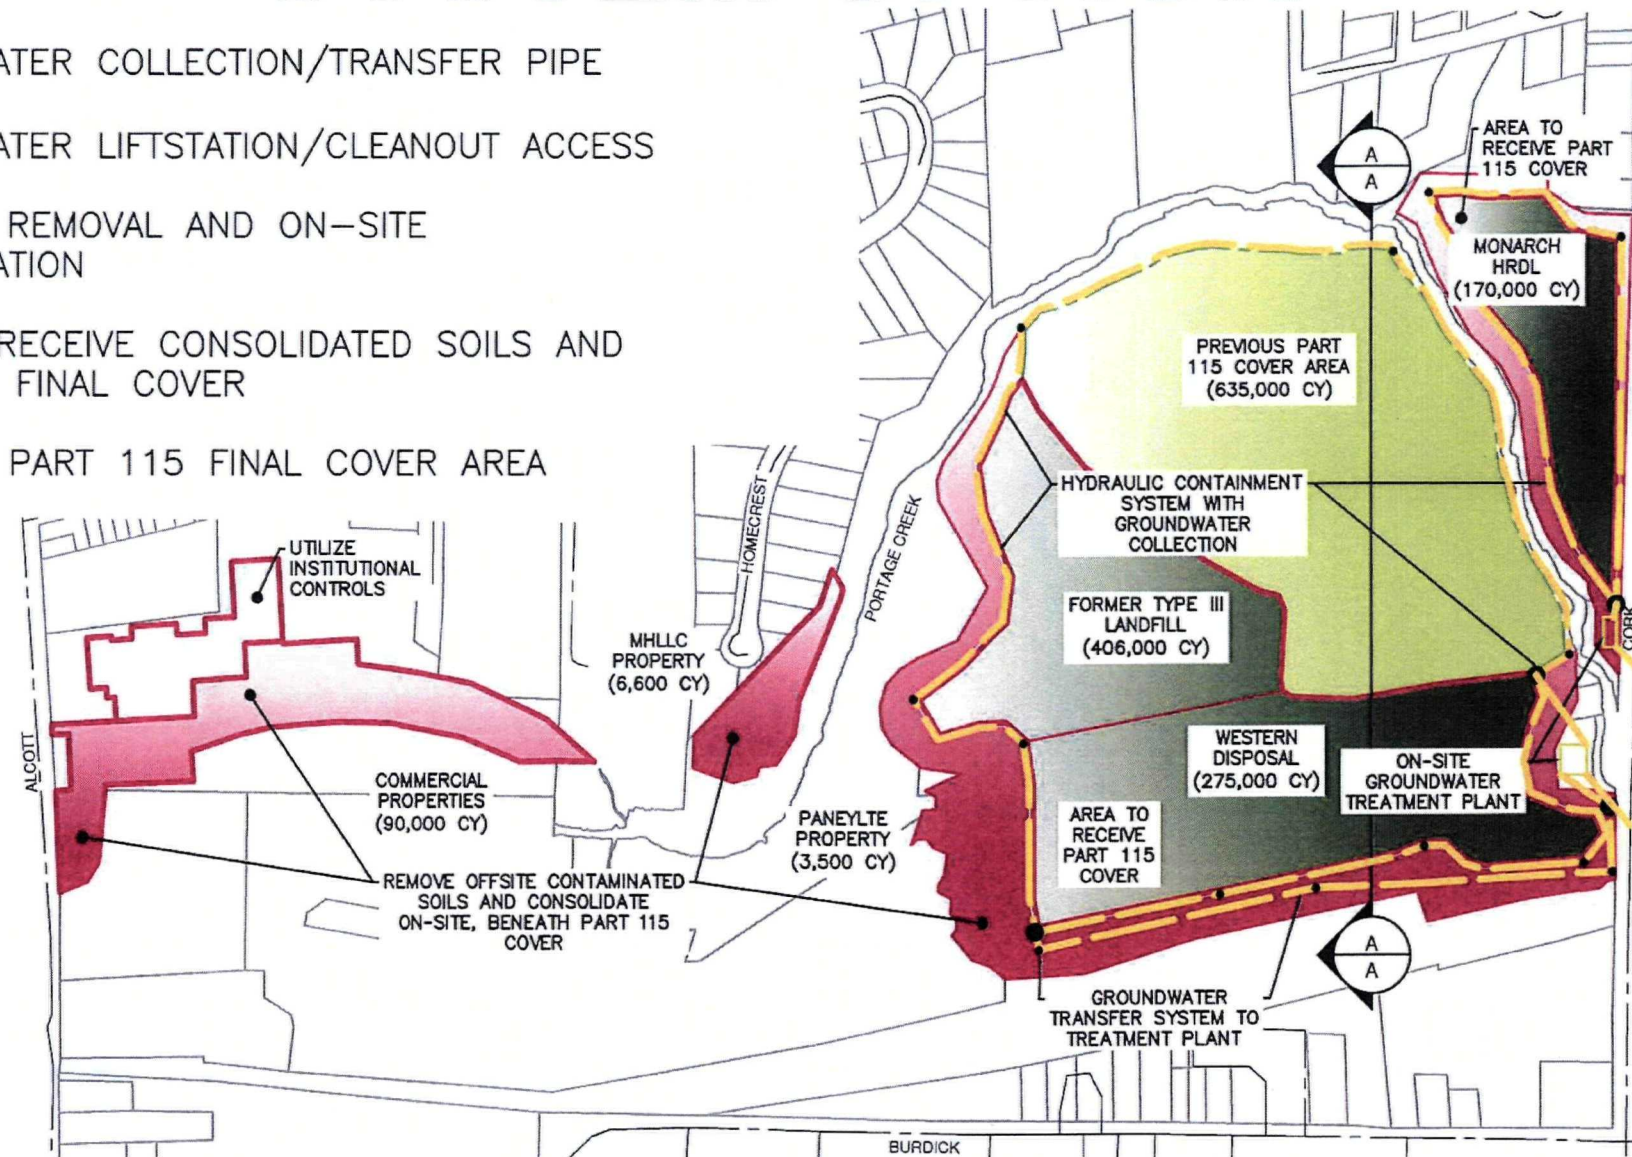 ATER COLLECTION/TRANSFER PIPE
ATER LIFTSTATION/CLEANOUT ACCESS
REMOVAL AND ON-SITE
ATION
RECEIVE CONSOLIDATED SOILS AND
FINAL COVER
PART 115 FINAL COVER AREA
A
A
AREA TO
RECEIVE PART
115 COVER
MONARCH
HRDL
(170,000 CY)
PREVIOUS PART
115 COVER AREA
(635,000 CY)
HYDRAULIC CONTAINMENT
SYSTEM WITH
GROUNDWATER
COLLECTION
HOMECREST
PORTAGE CREEK
UTILIZE
INSTITUTIONAL
CONTROLS
FORMER TYPE III
LANDFILL
(406,000 CY)
CORK
MHLLC
PROPERTY
(6,600 CY)
ALCOTT
WESTERN
DISPOSAL
(275,000 CY)
ON-SITE
GROUNDWATER
TREATMENT PLANT
COMMERCIAL
PROPERTIES
(90,000 CY)
PANEYLTE
PROPERTY
(3,500 CY)
AREA TO
RECEIVE
PART 115
COVER
REMOVE OFFSITE CONTAMINATED
SOILS AND CONSOLIDATE
ON-SITE, BENEATH PART 115
COVER
A
A
GROUNDWATER
TRANSFER SYSTEM TO
TREATMENT PLANT
BURDICK